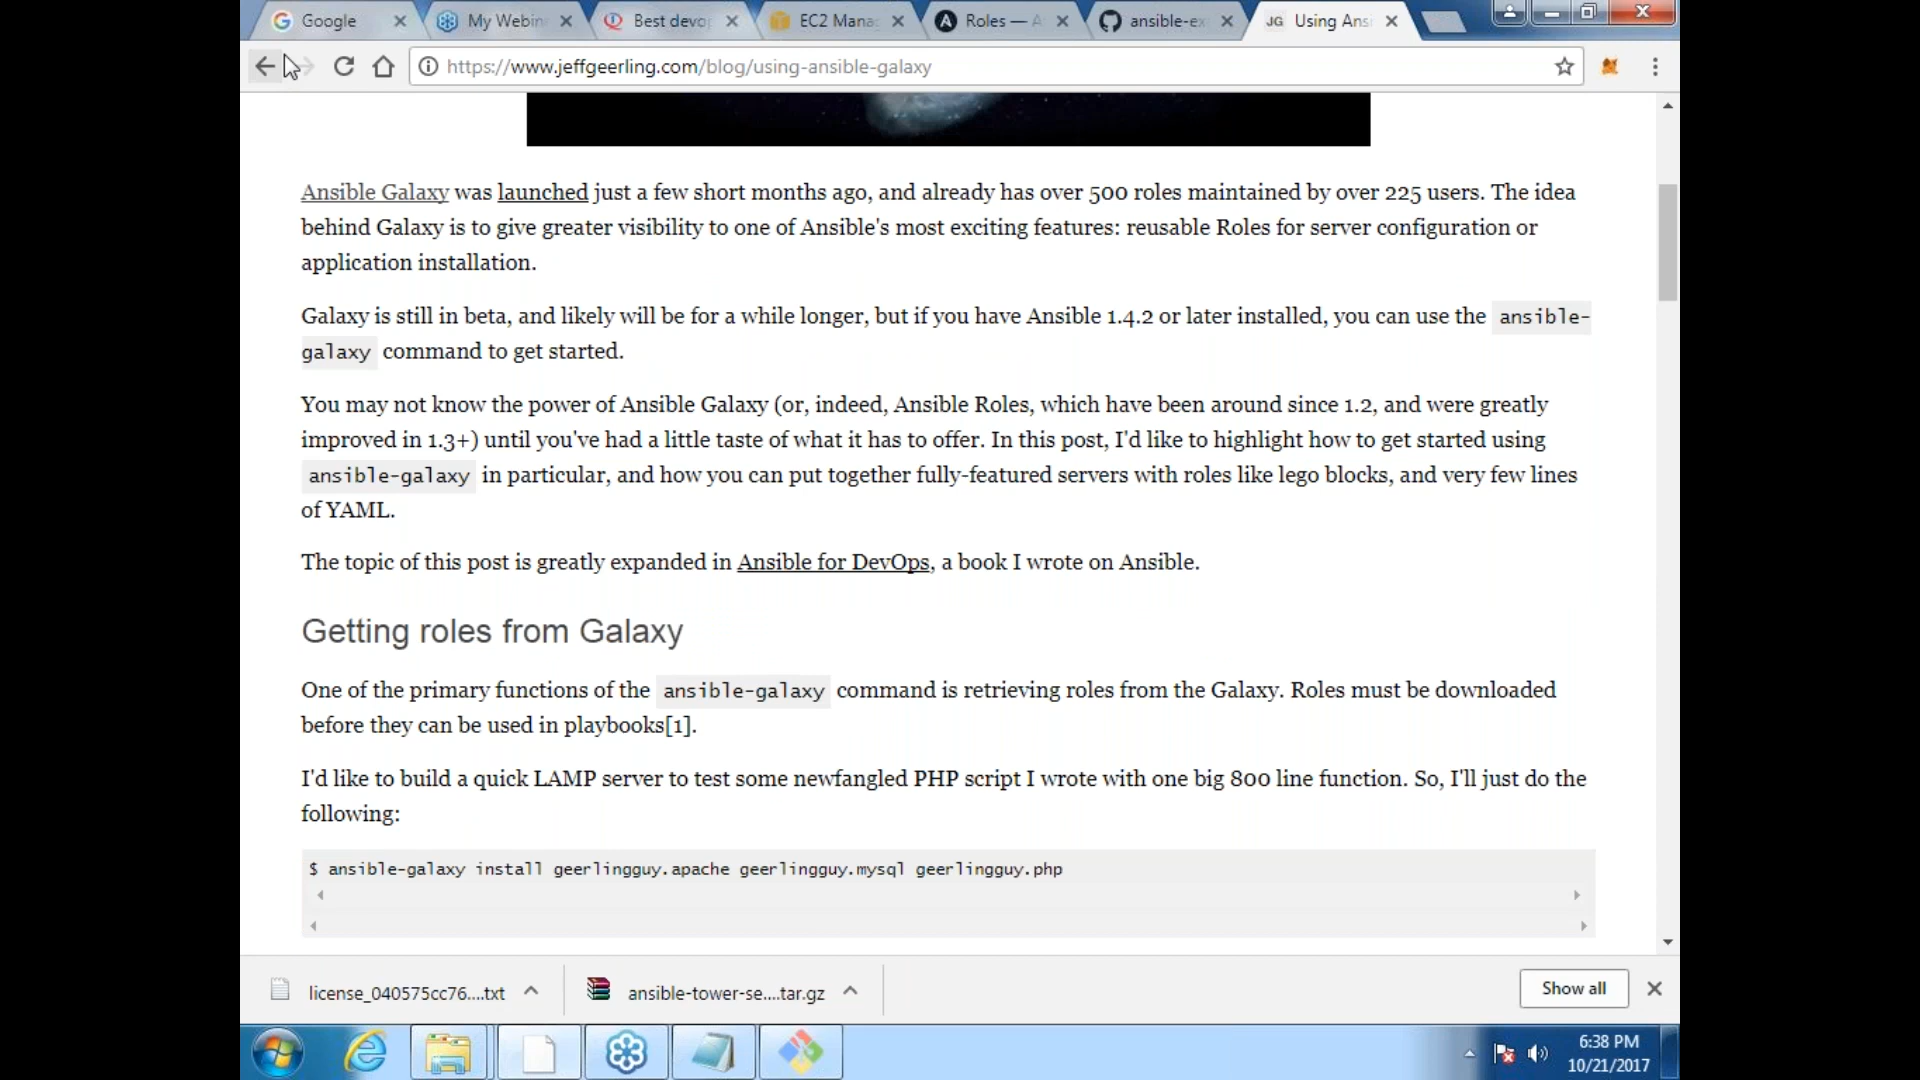 Google
My Webin
Best devo
EC2 Mana
Roles — A
ansible-ex
JG Using Ans
https://www.jeffgeerling.com/blog/using-ansible-galaxy
Ansible Galaxy was launched just a few short months ago, and already has over 500 roles maintained by over 225 users. The idea
behind Galaxy is to give greater visibility to one of Ansible's most exciting features: reusable Roles for server configuration or
application installation.
Galaxy is still in beta, and likely will be for a while longer, but if you have Ansible 1.4.2 or later installed, you can use the ansible-
galaxy command to get started.
You may not know the power of Ansible Galaxy (or, indeed, Ansible Roles, which have been around since 1.2, and were greatly
improved in 1.3+) until you've had a little taste of what it has to offer. In this post, I'd like to highlight how to get started using
ansible-galaxy in particular, and how you can put together fully-featured servers with roles like lego blocks, and very few lines
of YAML.
The topic of this post is greatly expanded in Ansible for DevOps, a book I wrote on Ansible.
Getting roles from Galaxy
One of the primary functions of the ansible-galaxy command is retrieving roles from the Galaxy. Roles must be downloaded
before they can be used in playbooks[1].
I'd like to build a quick LAMP server to test some newfangled PHP script I wrote with one big 800 line function. So, I'll just do the
following:
$ ansible-galaxy install geerlingguy.apache geerlingguy.mysql geerlingguy.php
license_040575cc76....txt
ansible-tower-se....tar.gz
Show all
6:38 PM
10/21/2017